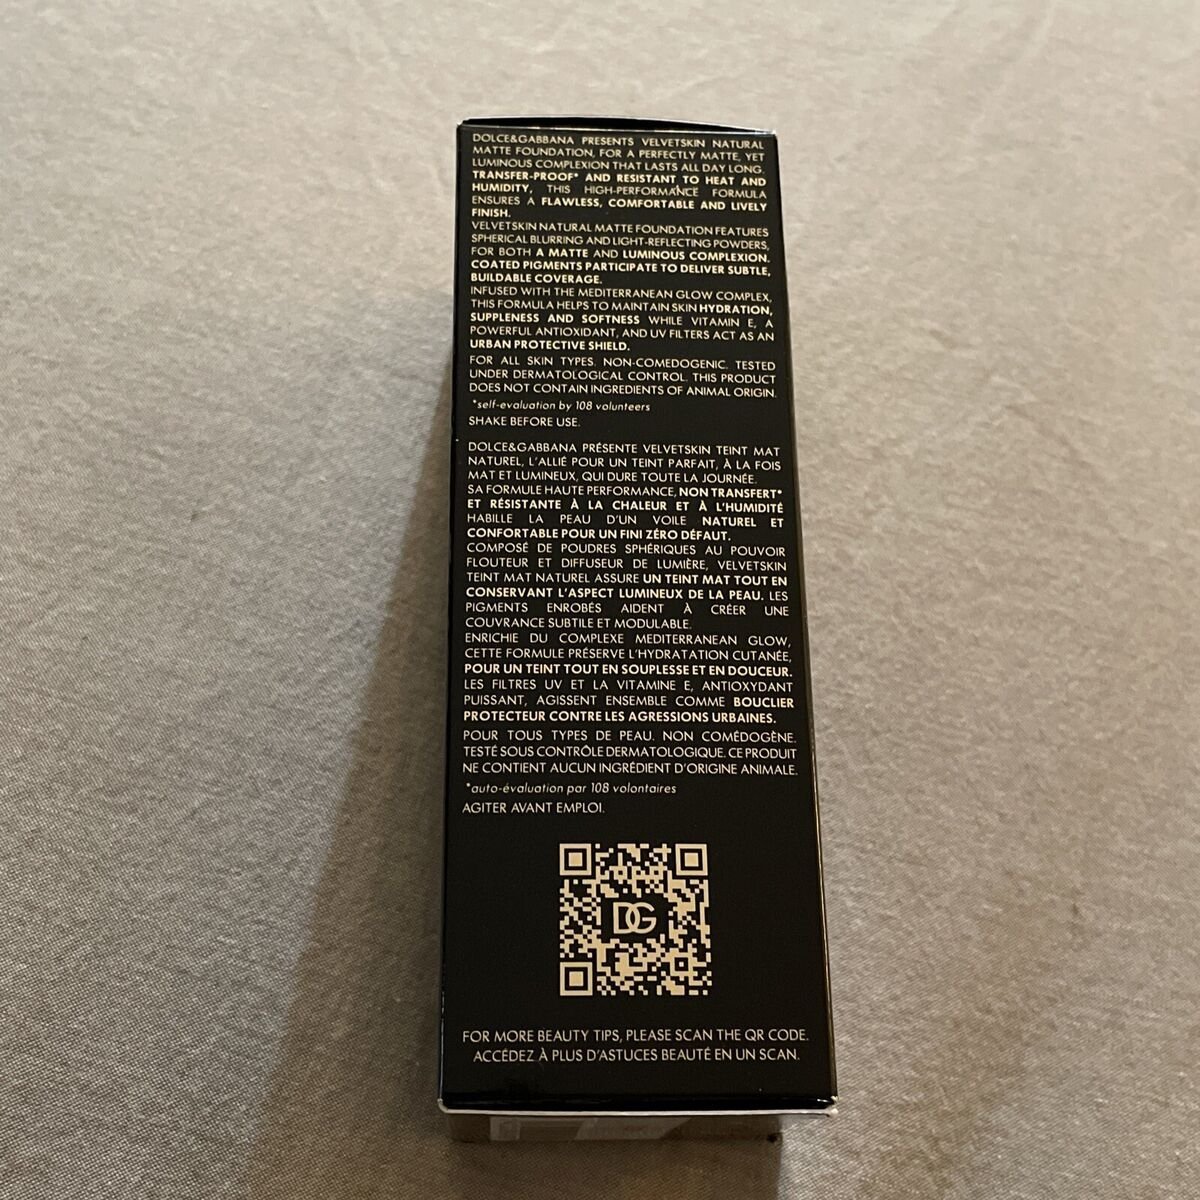 DOLCE&GABBANA PRESENTS VELVETSKIN NATURAL
MATTE FOUNDATION, FOR A PERFECTLY MATTE, YET
LUMINOUS COMPLEXION THAT LASTS ALL DAY LONG.
TRANSFER-PROOF* AND RESISTANT TO HEAT AND
HUMIDITY, THIS HIGH-PERFORMANCE FORMULA
ENSURES A FLAWLESS, COMFORTABLE AND LIVELY
FINISH.
VELVETSKIN NATURAL MATTE FOUNDATION FEATURES
SPHERICAL BLURRING AND LIGHT-REFLECTING POWDERS,
FOR BOTH A MATTE AND LUMINOUS COMPLEXION.
COATED PIGMENTS PARTICIPATE TO DELIVER SUBTLE,
BUILDABLE COVERAGE.
INFUSED WITH THE MEDITERRANEAN GLOW COMPLEX,
THIS FORMULA HELPS TO MAINTAIN SKIN HYDRATION,
SUPPLENESS AND SOFTNESS WHILE VITAMIN E, A
POWERFUL ANTIOXIDANT, AND UV FILTERS ACT AS AN
URBAN PROTECTIVE SHIELD.
FOR ALL SKIN TYPES. NON-COMEDOGENIC. TESTED
UNDER DERMATOLOGICAL CONTROL. THIS PRODUCT
DOES NOT CONTAIN INGREDIENTS OF ANIMAL ORIGIN.
*self-evaluation by 108 volunteers
SHAKE BEFORE USE.
DOLCE&GABBANA PRÉSENTE VELVETSKIN TEINT MAT
NATUREL, L'ALLIÉ POUR UN TEINT PARFAIT, À LA FOIS
MAT ET LUMINEUX, QUI DURE TOUTE LA JOURNÉE.
SA FORMULE HAUTE PERFORMANCE, NON TRANSFERT*
ET RÉSISTANTE À LA CHALEUR ET À L'HUMIDITÉ
HABILLE LA PEAU D'UN VOILE NATUREL ET
CONFORTABLE POUR UN FINI ZÉRO DÉFAUT.
COMPOSÉ DE POUDRES SPHÉRIQUES AU POUVOIR
FLOUTEUR ET DIFFUSEUR DE LUMIÈRE, VELVETSKIN
TEINT MAT NATUREL ASSURE UN TEINT MAT TOUT EN
CONSERVANT L'ASPECT LUMINEUX DE LA PEAU. LES
PIGMENTS ENROBÉS AIDENT À CRÉER UNE
COUVRANCE SUBTILE ET MODULABLE.
ENRICHIE DU COMPLEXE MEDITERRANEAN GLOW,
CETTE FORMULE PRÉSERVE L'HYDRATATION CUTANÉE,
POUR UN TEINT TOUT EN SOUPLESSE ET EN DOUCEUR.
LES FILTRES UV ET LA VITAMINE E, ANTIOXYDANT
PUISSANT, AGISSENT ENSEMBLE COMME BOUCLIER
PROTECTEUR CONTRE LES AGRESSIONS URBAINES.
POUR TOUS TYPES DE PEAU. NON COMÉDOGÈNE.
TESTÉ SOUS CONTRÔLE DERMATOLOGIQUE. CE PRODUIT
NE CONTIENT AUCUN INGRÉDIENT D'ORIGINE ANIMALE.
*auto-évaluation par 108 volontaires
AGITER AVANT EMPLOI.
DG
FOR MORE BEAUTY TIPS, PLEASE SCAN THE QR CODE.
ACCÉDEZ À PLUS D'ASTUCES BEAUTÉ EN UN SCAN.